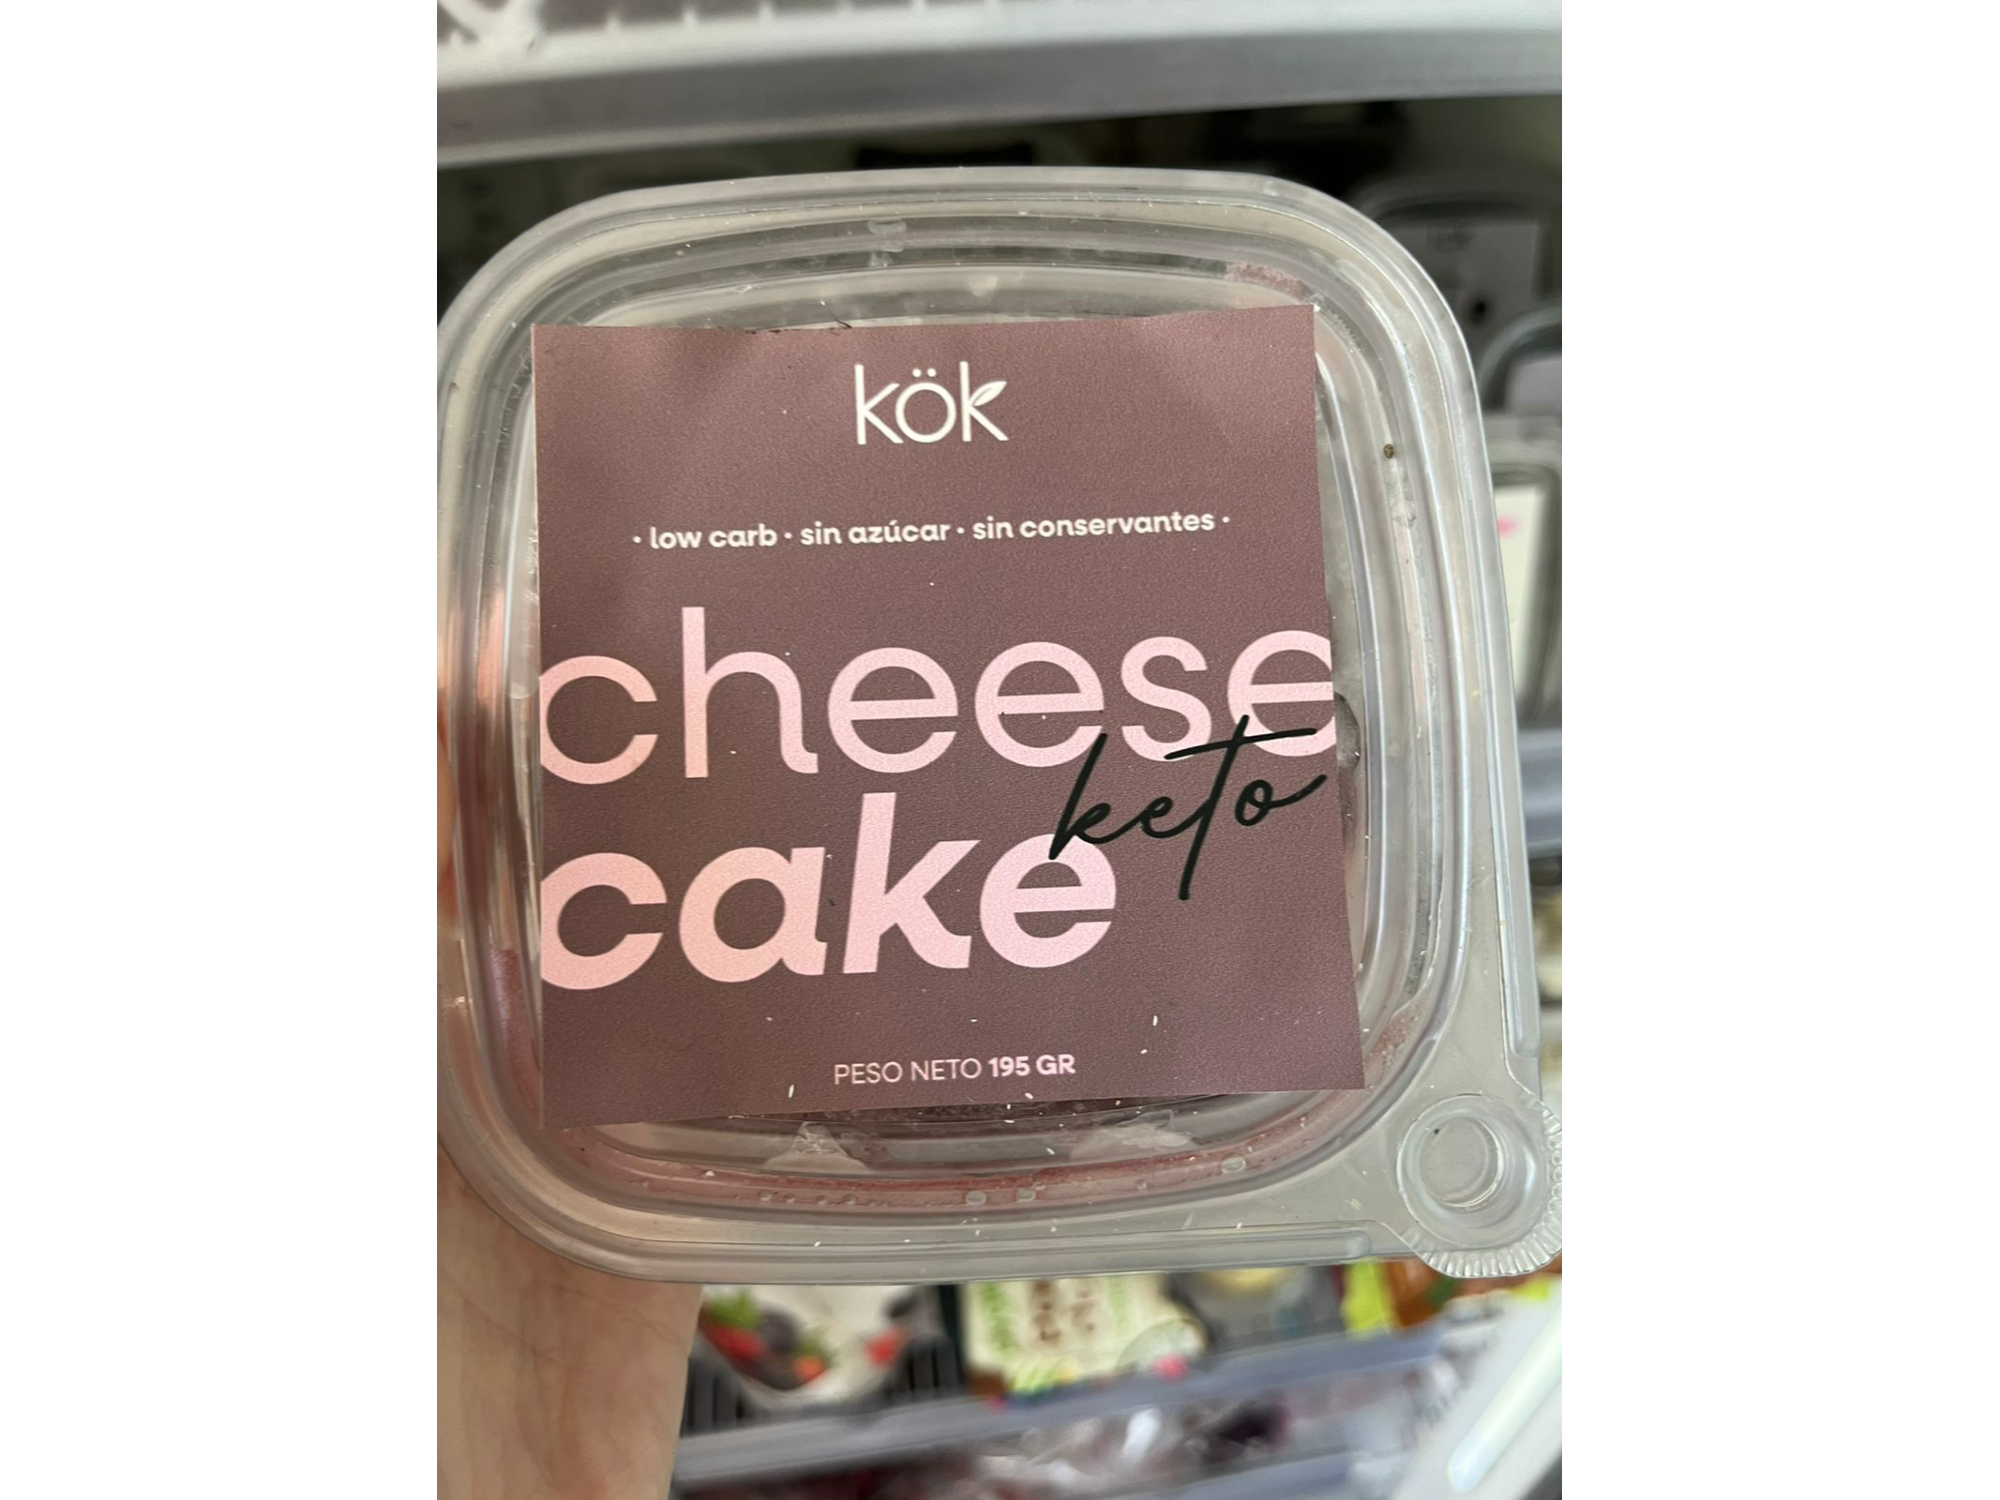 kök
· low carb · sin azúcar · sin conservantes ·
cheese
keto
cake
PESO NETO 195 GR